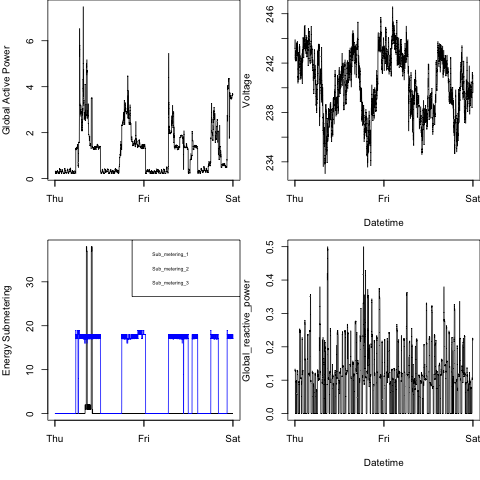 Global Active Power
0 2 4 6
Thu Fri Sat
Voltage
234 238 242 246
Thu Fri Sat
Datetime
Energy Submetering
0 10 20 30
Thu Fri Sat
Sub_metering_1
Sub_metering_2
Sub_metering_3
Global_reactive_power
0.0 0.1 0.2 0.3 0.4 0.5
Thu Fri Sat
Datetime